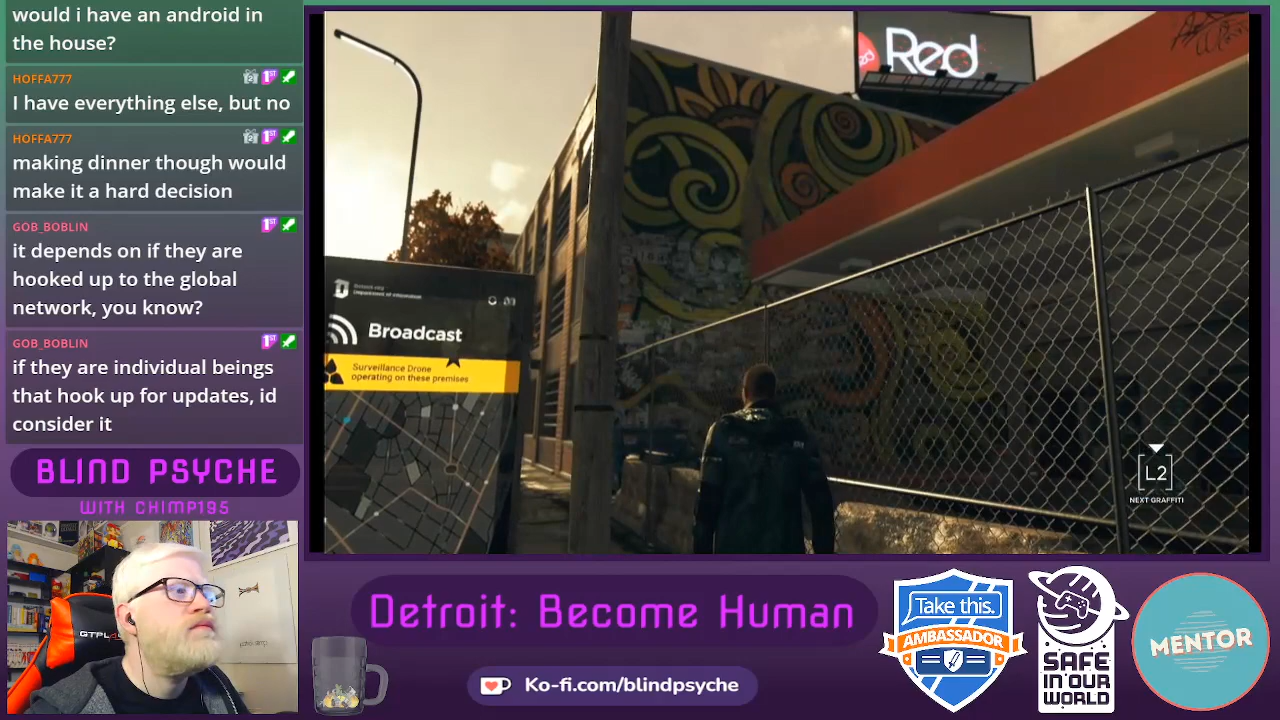 would i have an android in
the house?
HOFFA777
I have everything else, but no
HOFFA777
making dinner though would
make it a hard decision
GOB_BOBLIN
it depends on if they are
hooked up to the global
network, you know?
GOB_BOBLIN
if they are individual beings
that hook up for updates, id
consider it
BLIND PSYCHE
WITH CHIMP195
Red
Broadcast
Surveillance Drone
operating on these premises
L2
NEXT GRAFFITI
Detroit: Become Human
Ko-fi.com/blindpsyche
Take this.
AMBASSADOR
SAFE
IN OUR
WORLD
MENTOR